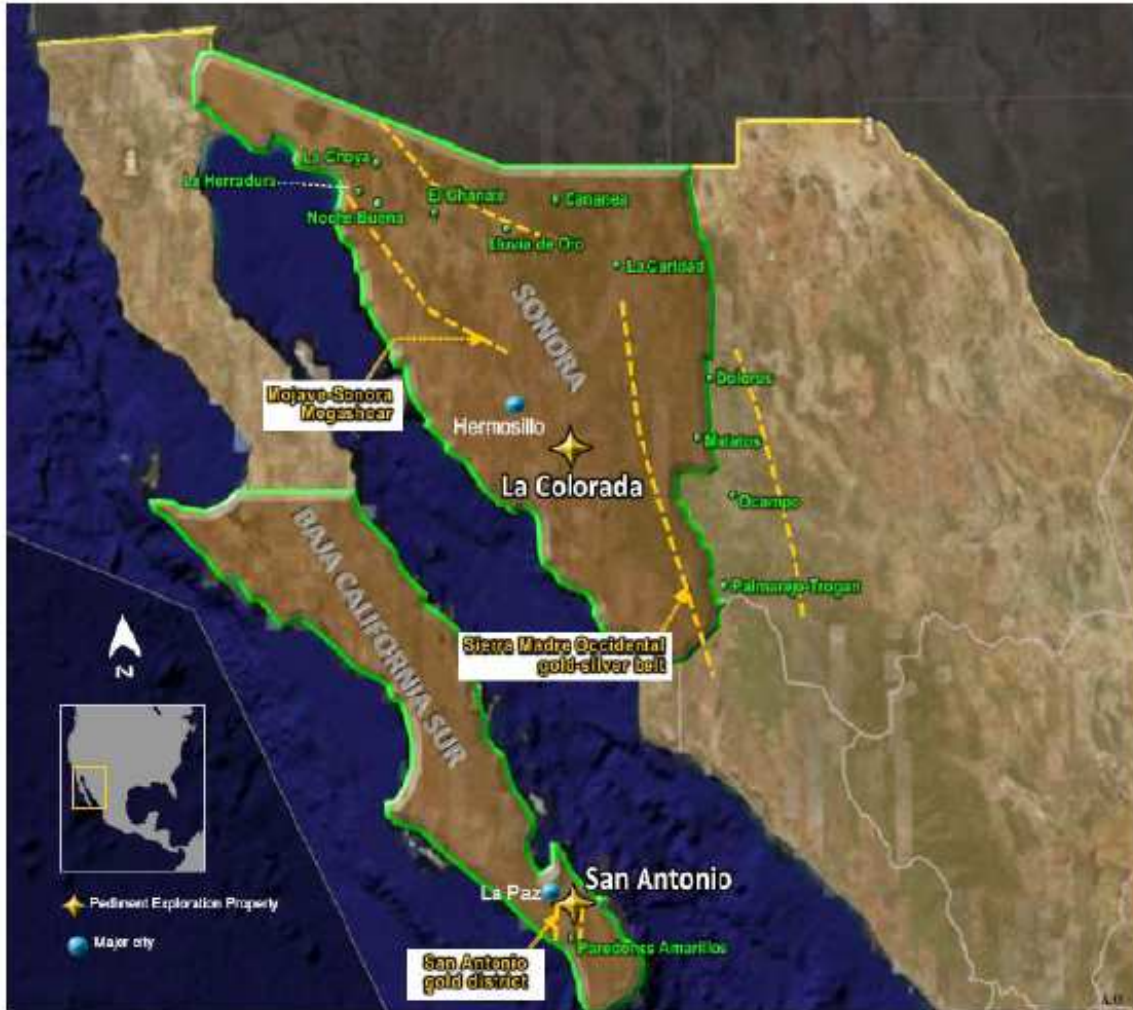 La Choya
La Herradura
Noche Buena
El Chanate
Cananea
Lluvia de Oro
La Caridad
SONORA
Mojave-Sonora
Megashear
Hermosillo
La Colorada
Dolores
Mulatos
Ocampo
Palmarejo-Trogan
Sierra Madre Occidental
gold-silver belt
BAJA CALIFORNIA SUR
N
La Paz
San Antonio
Paredones Amarillos
San Antonio
gold district
Pediment Exploration Property
Major city